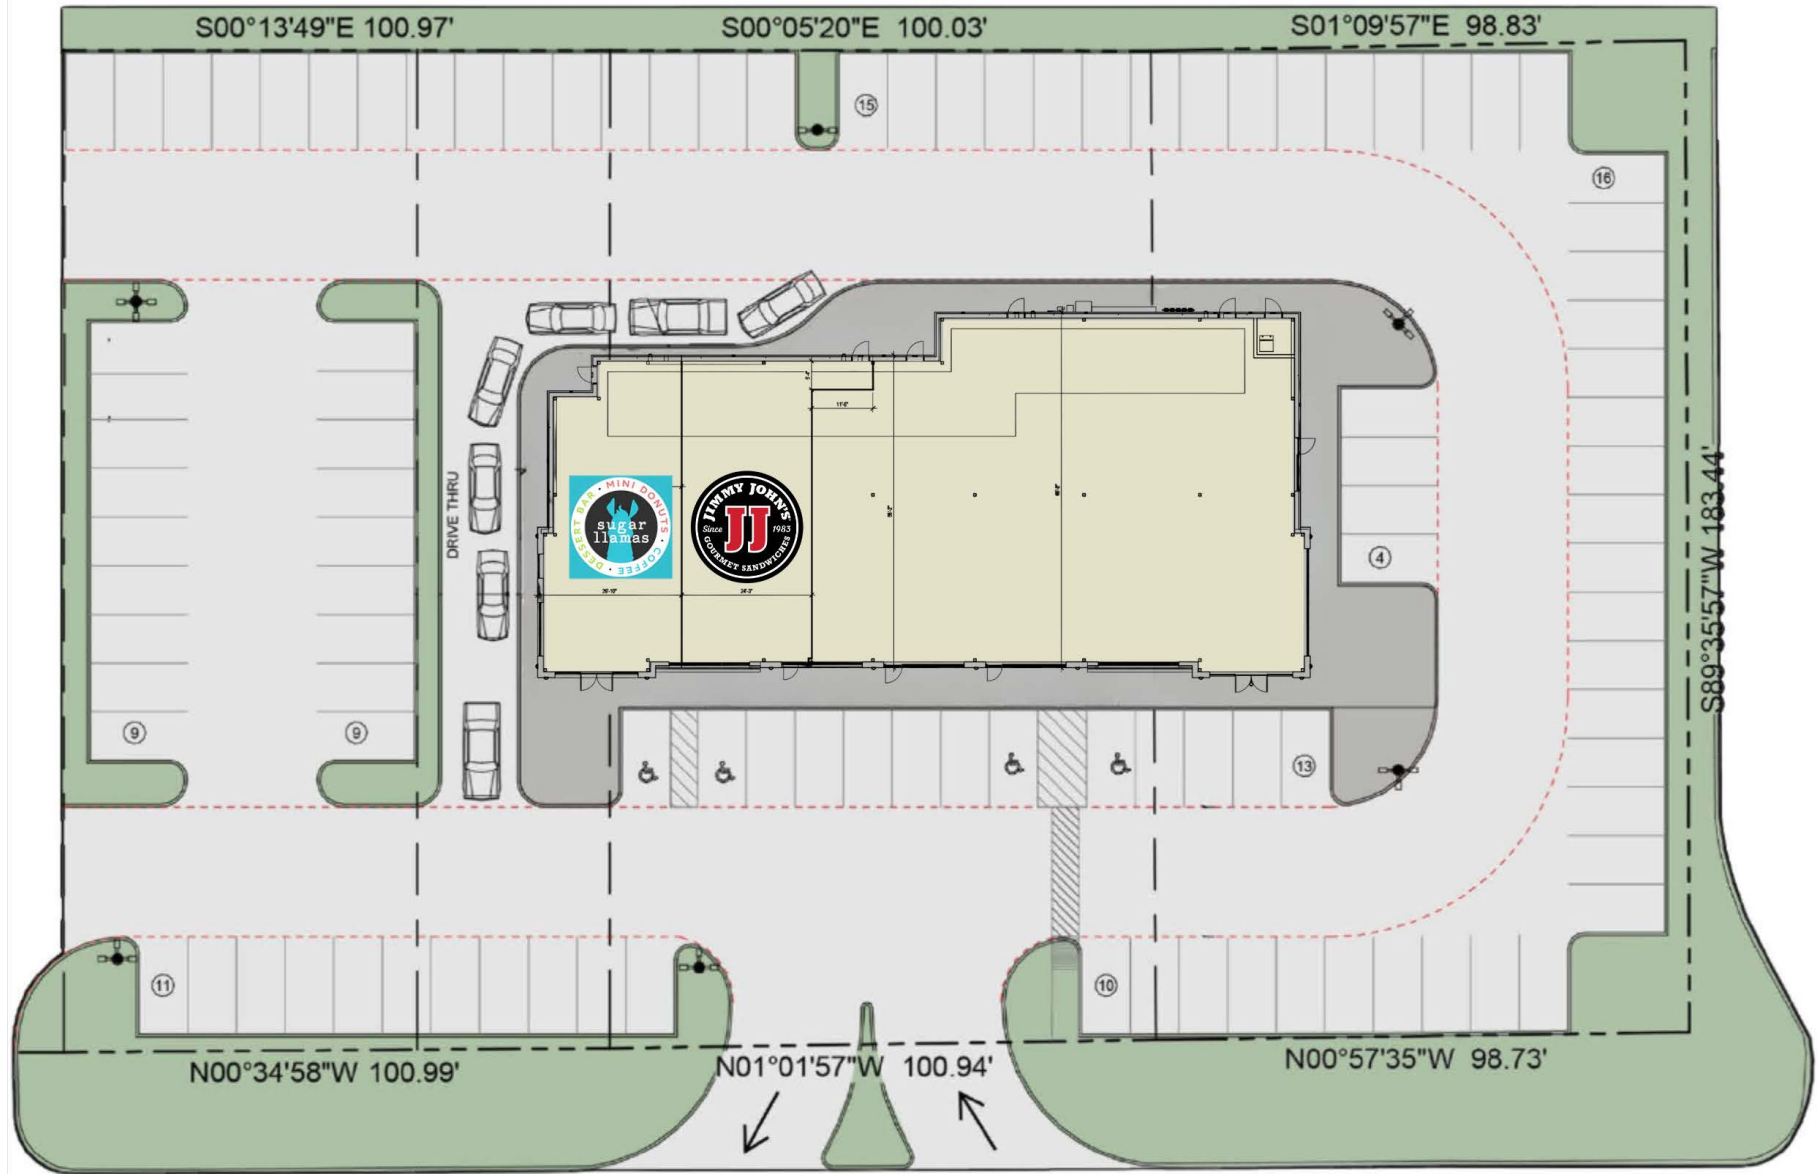 S00°13'49"E 100.97'
S00°05'20"E 100.03'
S01°09'57"E 98.83'
15
16
11'-0"
DRIVE THRU
DESSERT BAR • MINI DONUTS • COFFEE
sugar
llamas
JIMMY JOHN'S
Since JJ 1983
GOURMET SANDWICHES
S89°35'57"W 183.44'
4
9
9
13
11
10
N00°34'58"W 100.99'
N01°01'57"W 100.94'
N00°57'35"W 98.73'